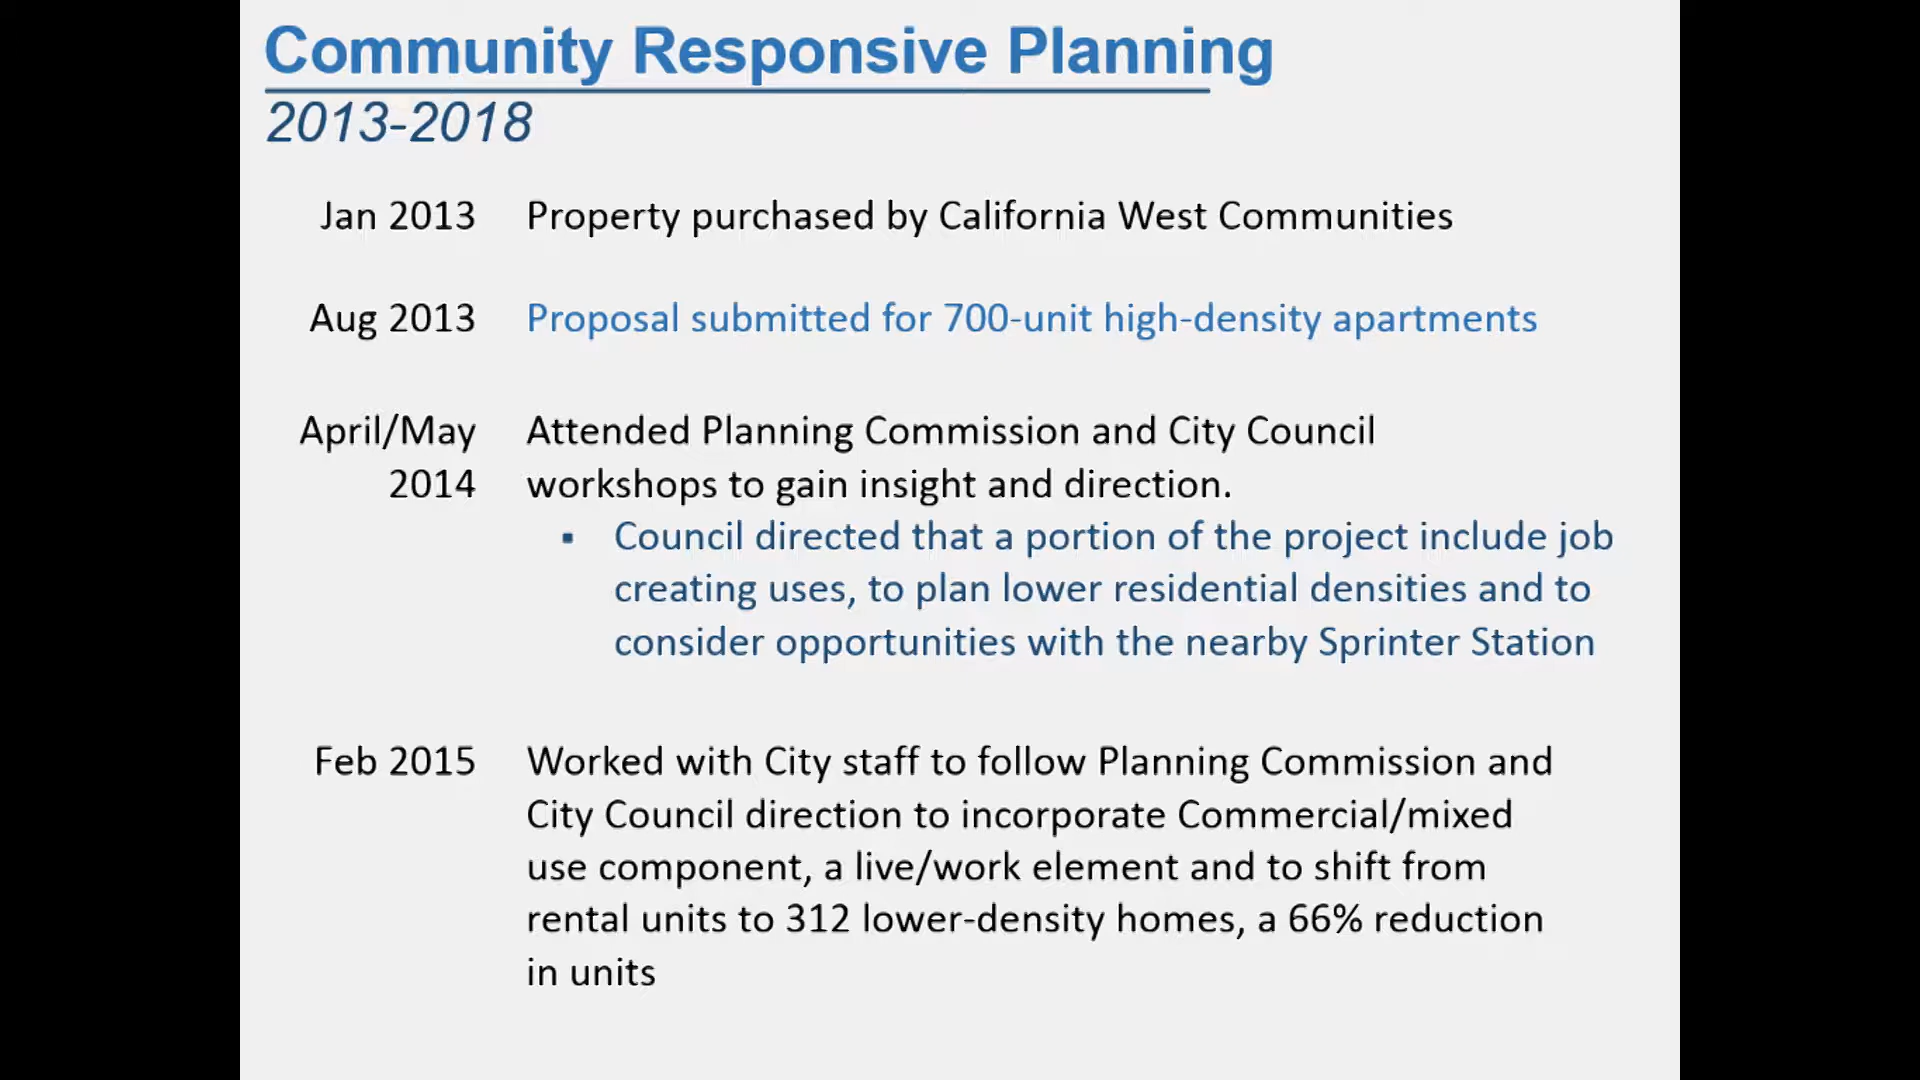 Community Responsive Planning
2013-2018
Jan 2013 Property purchased by California West Communities
Aug 2013 Proposal submitted for 700-unit high-density apartments
April/May Attended Planning Commission and City Council
2014 workshops to gain insight and direction.
▪ Council directed that a portion of the project include job
creating uses, to plan lower residential densities and to
consider opportunities with the nearby Sprinter Station
Feb 2015 Worked with City staff to follow Planning Commission and
City Council direction to incorporate Commercial/mixed
use component, a live/work element and to shift from
rental units to 312 lower-density homes, a 66% reduction
in units